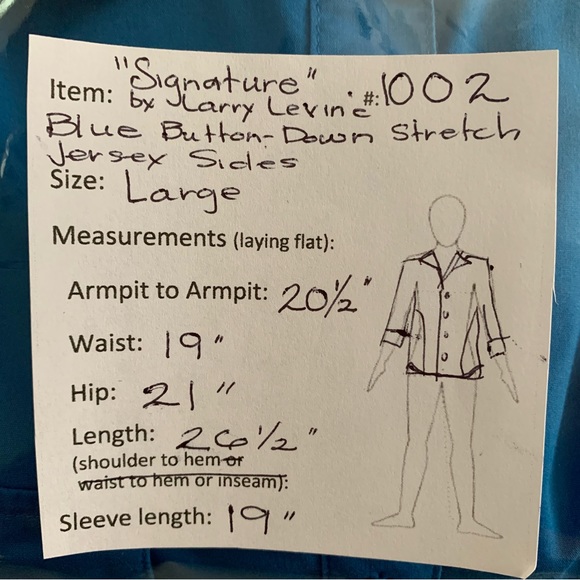 Item: "Signature" #: 1002
by Larry Levine
Blue Button-Down Stretch
Jersey Sides
Size: Large
Measurements (laying flat):
Armpit to Armpit: 20½"
Waist: 19"
Hip: 21"
Length: 26½"
(shoulder to hem or
waist to hem or inseam):
Sleeve length: 19"